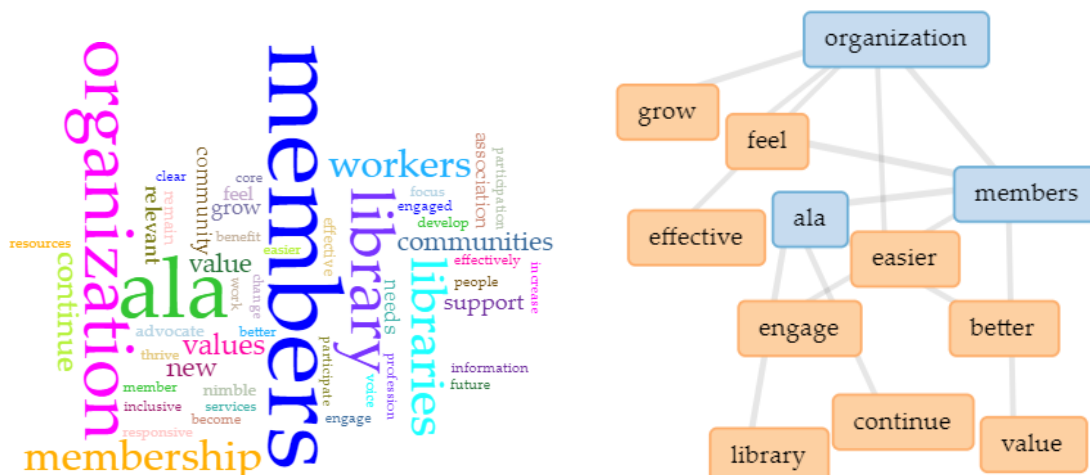 organization
members
ala
library
libraries
membership
workers
communities
continue
community
relevant
remain
clear
core
feel
grow
value
benefit
easier
effective
resources
work
change
advocate
better
values
thrive
new
member
nimble
inclusive
services
become
responsive
participate
engage
needs
profession
voice
support
people
effectively
increase
information
future
develop
engaged
focus
association
participation
organization
grow
feel
members
ala
effective
easier
engage
better
continue
library
value